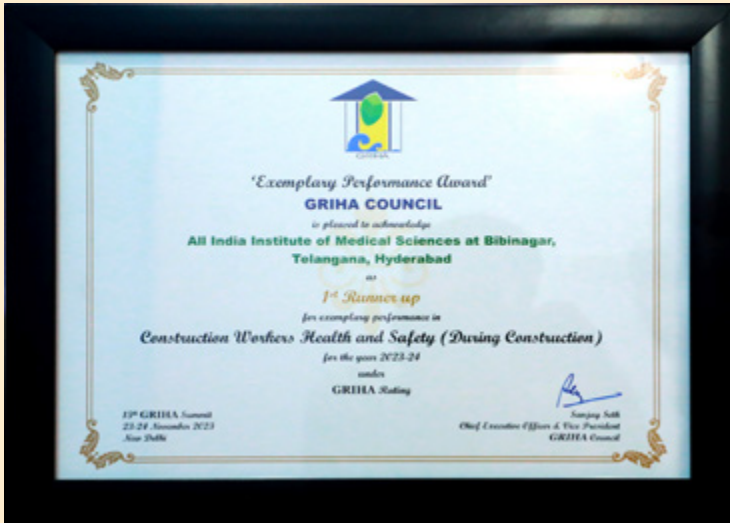 GRIHA
'Exemplary Performance Award'
GRIHA COUNCIL
is pleased to acknowledge
All India Institute of Medical Sciences at Bibinagar,
Telangana, Hyderabad
as
1st Runner up
for exemplary performance in
Construction Workers Health and Safety (During Construction)
for the year 2023-24
under
GRIHA Rating
15th GRIHA Summit
23-24 November 2023
New Delhi
Sanjay Seth
Chief Executive Officer & Vice President
GRIHA Council